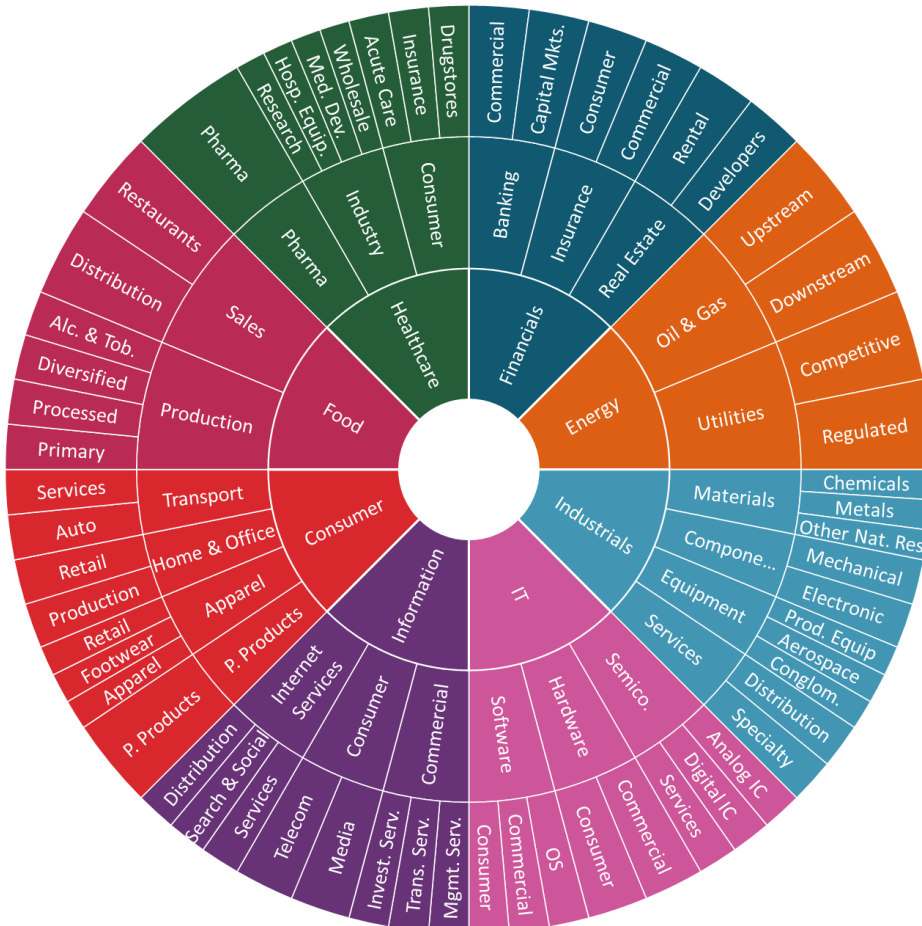 Financials
Banking
Commercial
Capital Mkts.
Insurance
Consumer
Commercial
Real Estate
Rental
Developers
Energy
Oil & Gas
Upstream
Downstream
Utilities
Competitive
Regulated
Industrials
Materials
Chemicals
Metals
Other Nat. Res
Compone...
Mechanical
Electronic
Equipment
Prod. Equip
Aerospace
Conglom.
Services
Distribution
Specialty
IT
Semico.
Analog IC
Digital IC
Services
Hardware
Commercial
Consumer
Software
OS
Commercial
Consumer
Information
Commercial
Mgmt. Serv.
Trans. Serv.
Invest. Serv.
Consumer
Media
Telecom
Internet
Services
Services
Search & Social
Distribution
Consumer
P. Products
P. Products
Apparel
Apparel
Footwear
Retail
Home & Office
Production
Retail
Transport
Auto
Services
Food
Production
Primary
Processed
Diversified
Alc. & Tob.
Sales
Distribution
Restaurants
Healthcare
Pharma
Pharma
Industry
Research
Hosp. Equip.
Med. Dev.
Wholesale
Consumer
Acute Care
Insurance
Drugstores